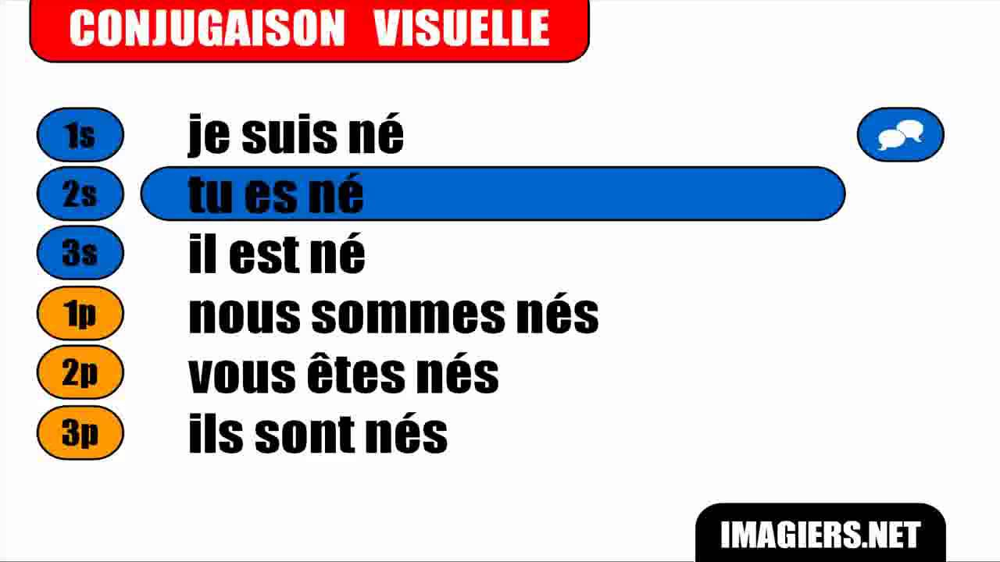 CONJUGAISON VISUELLE
1s je suis né
2s tu es né
3s il est né
1p nous sommes nés
2p vous êtes nés
3p ils sont nés
IMAGIERS.NET